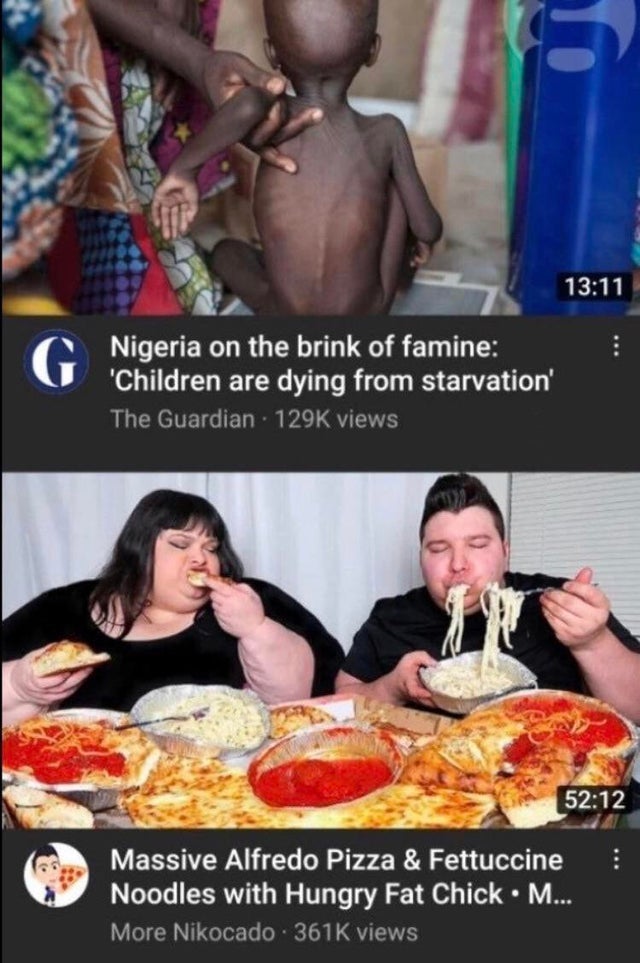 13:11
G
Nigeria on the brink of famine:
'Children are dying from starvation'
The Guardian · 129K views
52:12
Massive Alfredo Pizza & Fettuccine
Noodles with Hungry Fat Chick • M...
More Nikocado · 361K views